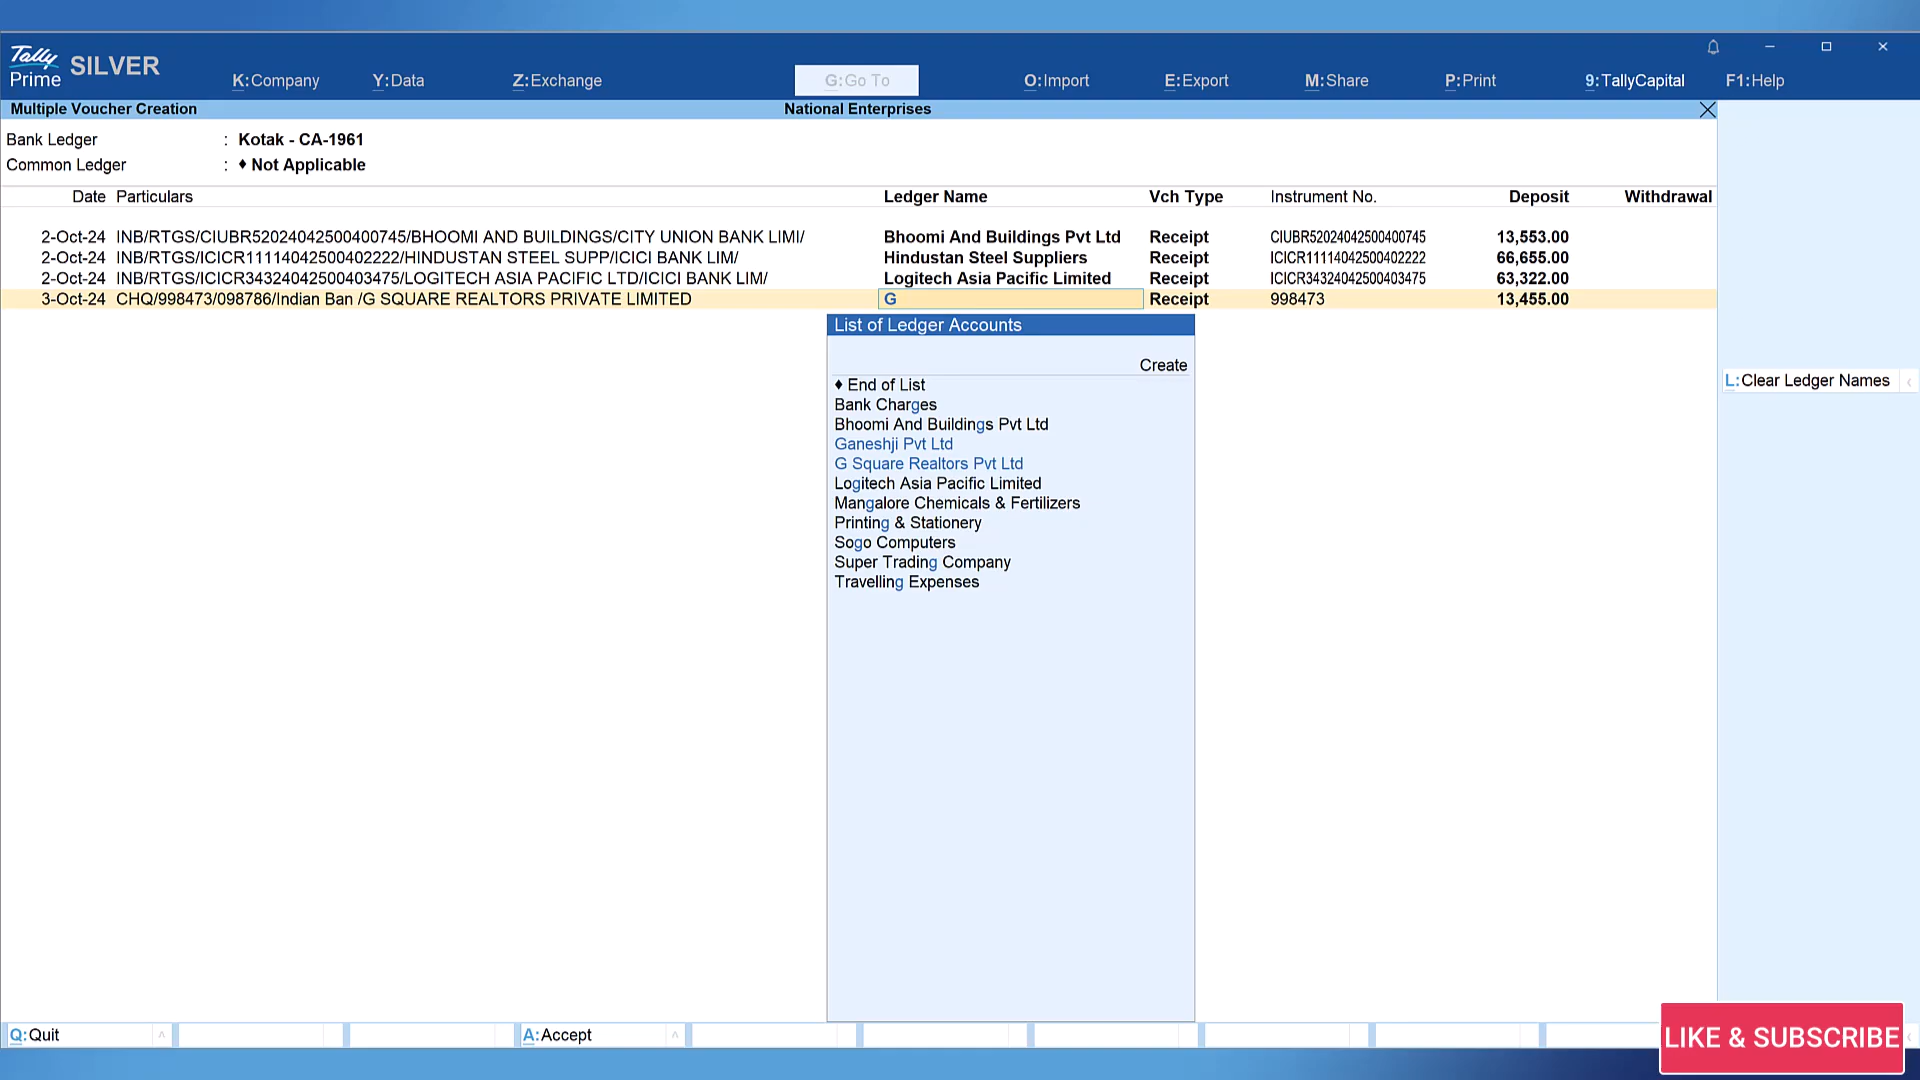 Tally
Prime SILVER
K:Company Y:Data Z:Exchange G:Go To O:Import E:Export M:Share P:Print 9:TallyCapital F1:Help
Multiple Voucher Creation National Enterprises
Bank Ledger : Kotak - CA-1961
Common Ledger : ♦ Not Applicable
Date Particulars Ledger Name Vch Type Instrument No. Deposit Withdrawal
2-Oct-24 INB/RTGS/CIUBR52024042500400745/BHOOMI AND BUILDINGS/CITY UNION BANK LIMI/ Bhoomi And Buildings Pvt Ltd Receipt CIUBR52024042500400745 13,553.00
2-Oct-24 INB/RTGS/ICICR11114042500402222/HINDUSTAN STEEL SUPP/ICICI BANK LIM/ Hindustan Steel Suppliers Receipt ICICR11114042500402222 66,655.00
2-Oct-24 INB/RTGS/ICICR34324042500403475/LOGITECH ASIA PACIFIC LTD/ICICI BANK LIM/ Logitech Asia Pacific Limited Receipt ICICR34324042500403475 63,322.00
3-Oct-24 CHQ/998473/098786/Indian Ban /G SQUARE REALTORS PRIVATE LIMITED G Receipt 998473 13,455.00
List of Ledger Accounts
Create
♦ End of List
Bank Charges
Bhoomi And Buildings Pvt Ltd
Ganeshji Pvt Ltd
G Square Realtors Pvt Ltd
Logitech Asia Pacific Limited
Mangalore Chemicals & Fertilizers
Printing & Stationery
Sogo Computers
Super Trading Company
Travelling Expenses
L:Clear Ledger Names
Q:Quit A:Accept
LIKE & SUBSCRIBE